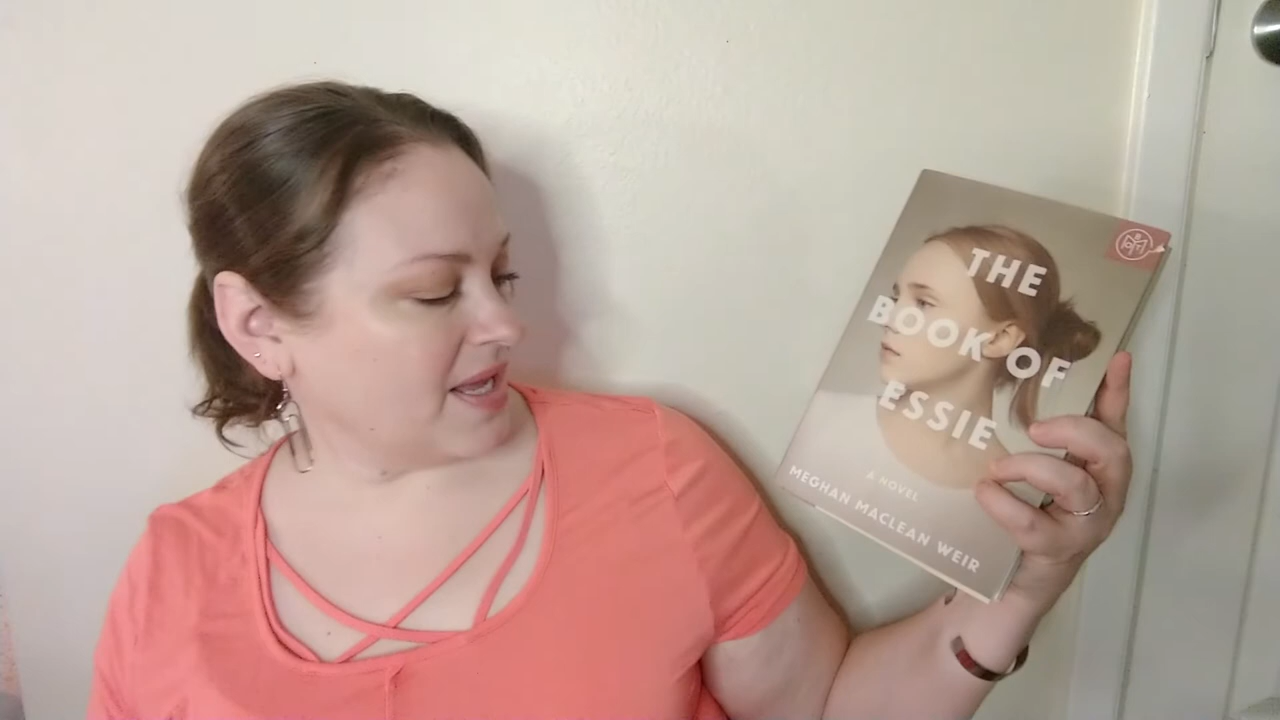 THE
BOOK OF
ESSIE
A NOVEL
MEGHAN MACLEAN WEIR